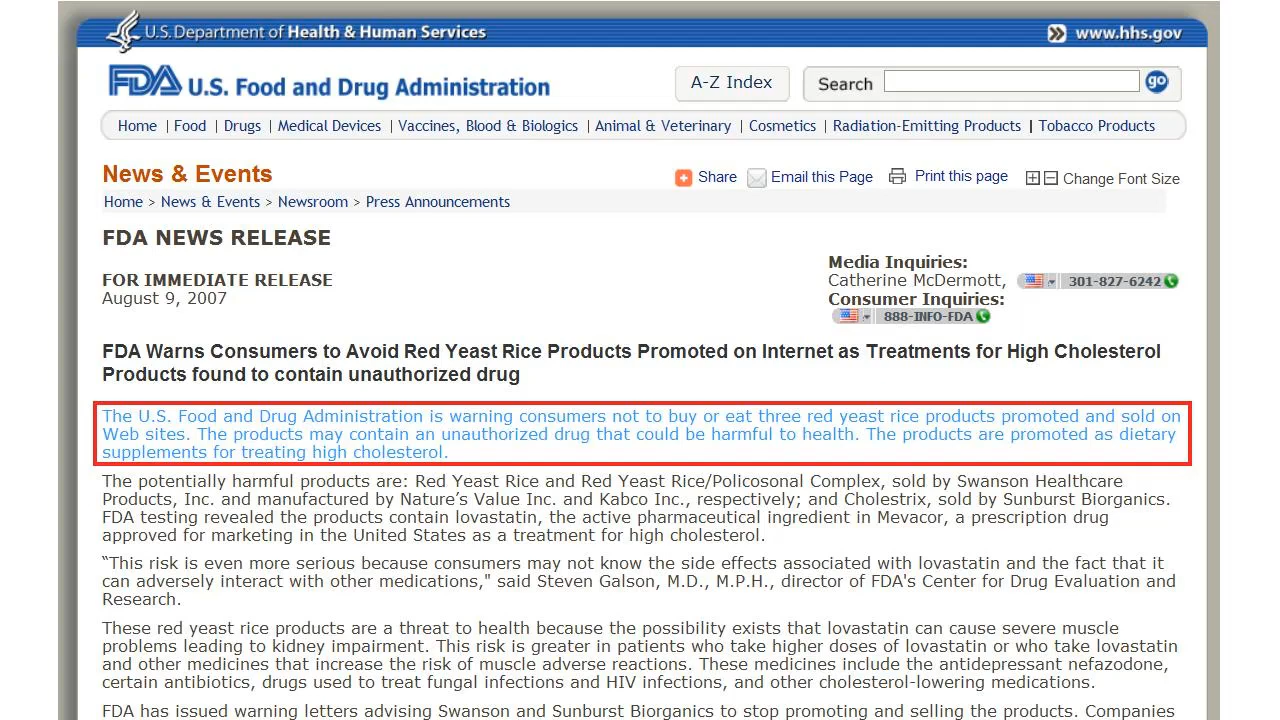 U.S. Department of Health & Human Services
www.hhs.gov
FDA U.S. Food and Drug Administration
A-Z Index
Search
go
Home | Food | Drugs | Medical Devices | Vaccines, Blood & Biologics | Animal & Veterinary | Cosmetics | Radiation-Emitting Products | Tobacco Products
News & Events
Share
Email this Page
Print this page
Change Font Size
Home > News & Events > Newsroom > Press Announcements
FDA NEWS RELEASE
FOR IMMEDIATE RELEASE
August 9, 2007
Media Inquiries:
Catherine McDermott, 301-827-6242
Consumer Inquiries:
888-INFO-FDA
FDA Warns Consumers to Avoid Red Yeast Rice Products Promoted on Internet as Treatments for High Cholesterol
Products found to contain unauthorized drug
The U.S. Food and Drug Administration is warning consumers not to buy or eat three red yeast rice products promoted and sold on
Web sites. The products may contain an unauthorized drug that could be harmful to health. The products are promoted as dietary
supplements for treating high cholesterol.
The potentially harmful products are: Red Yeast Rice and Red Yeast Rice/Policosonal Complex, sold by Swanson Healthcare
Products, Inc. and manufactured by Nature’s Value Inc. and Kabco Inc., respectively; and Cholestrix, sold by Sunburst Biorganics.
FDA testing revealed the products contain lovastatin, the active pharmaceutical ingredient in Mevacor, a prescription drug
approved for marketing in the United States as a treatment for high cholesterol.
“This risk is even more serious because consumers may not know the side effects associated with lovastatin and the fact that it
can adversely interact with other medications," said Steven Galson, M.D., M.P.H., director of FDA's Center for Drug Evaluation and
Research.
These red yeast rice products are a threat to health because the possibility exists that lovastatin can cause severe muscle
problems leading to kidney impairment. This risk is greater in patients who take higher doses of lovastatin or who take lovastatin
and other medicines that increase the risk of muscle adverse reactions. These medicines include the antidepressant nefazodone,
certain antibiotics, drugs used to treat fungal infections and HIV infections, and other cholesterol-lowering medications.
FDA has issued warning letters advising Swanson and Sunburst Biorganics to stop promoting and selling the products. Companies